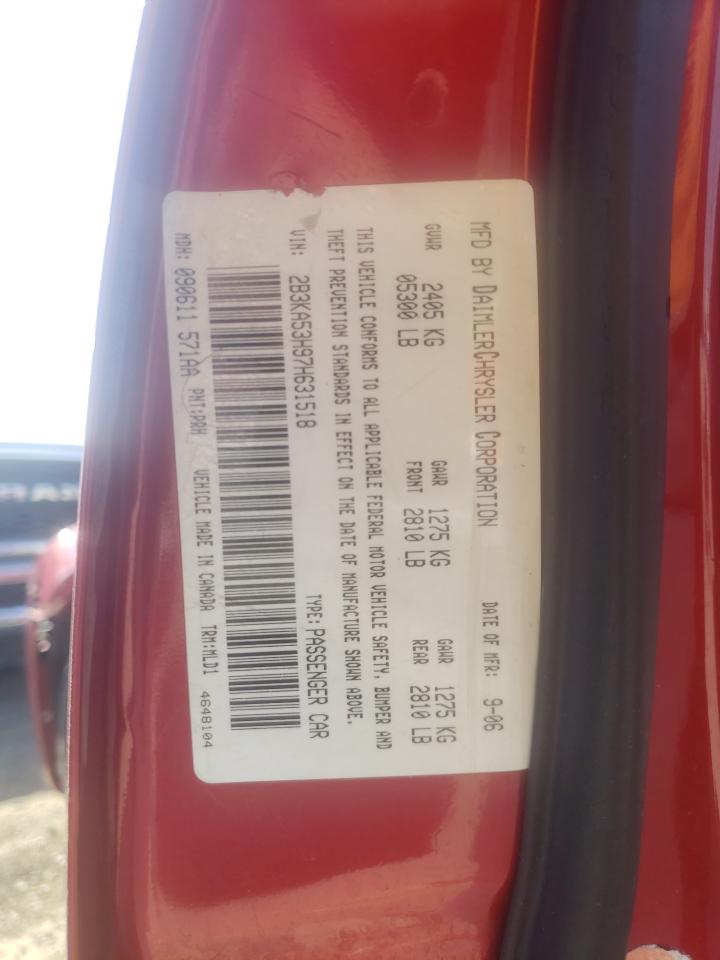 MFD BY DAIMLERCHRYSLER CORPORATION DATE OF MFR: 9-06
GVWR 2405 KG GAWR 1275 KG GAWR 1275 KG
05300 LB FRONT 2810 LB REAR 2810 LB
THIS VEHICLE CONFORMS TO ALL APPLICABLE FEDERAL MOTOR VEHICLE SAFETY, BUMPER AND
THEFT PREVENTION STANDARDS IN EFFECT ON THE DATE OF MANUFACTURE SHOWN ABOVE.
VIN: 2B3KA53H97H631518 TYPE: PASSENGER CAR
MDH: 090611 571AA PNT:PRH VEHICLE MADE IN CANADA TRM:MLD1
4648104